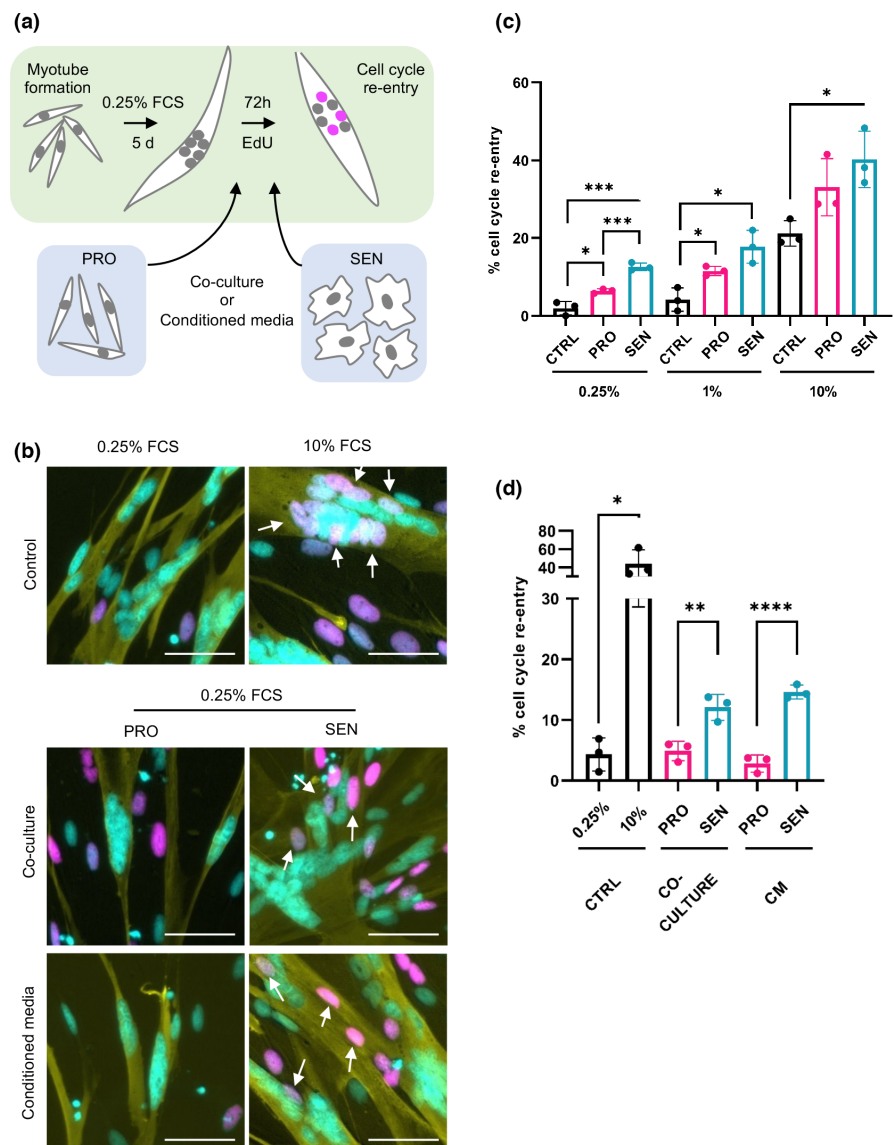 (a)
Myotube
formation
0.25% FCS
5 d
72h
EdU
Cell cycle
re-entry
PRO
Co-culture
or
Conditioned media
SEN
(b)
0.25% FCS
10% FCS
Control
0.25% FCS
PRO
SEN
Co-culture
Conditioned media
(c)
% cell cycle re-entry
60
40
20
0
*
***
***
*
*
*
CTRL
PRO
SEN
CTRL
PRO
SEN
CTRL
PRO
SEN
0.25%
1%
10%
(d)
% cell cycle re-entry
80
60
40
30
20
10
0
*
**
****
0.25%
10%
PRO
SEN
PRO
SEN
CTRL
CO-
CULTURE
CM